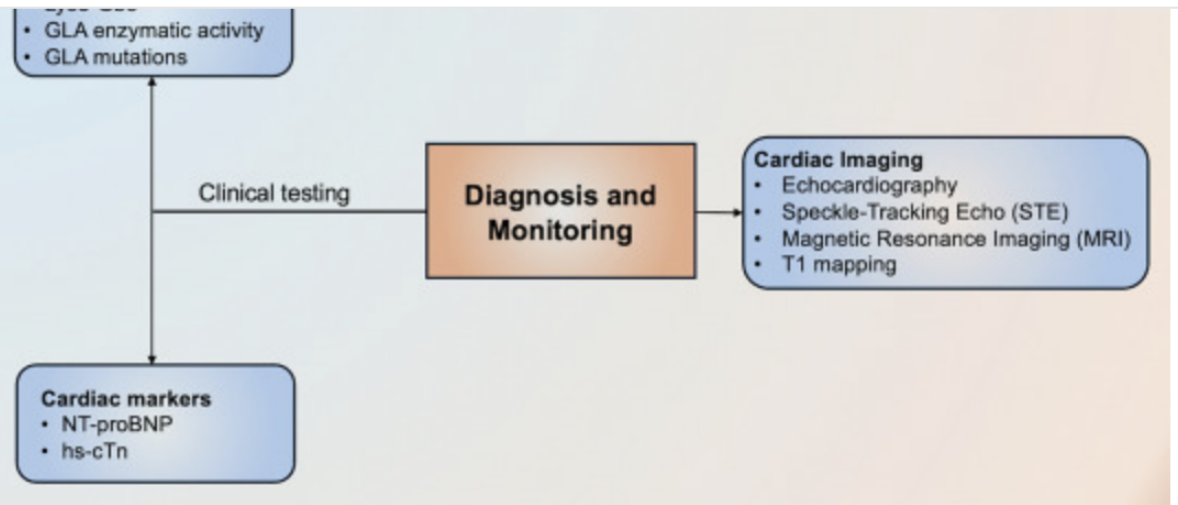 • GLA enzymatic activity
• GLA mutations
Clinical testing
Diagnosis and
Monitoring
Cardiac Imaging
• Echocardiography
• Speckle-Tracking Echo (STE)
• Magnetic Resonance Imaging (MRI)
• T1 mapping
Cardiac markers
• NT-proBNP
• hs-cTn